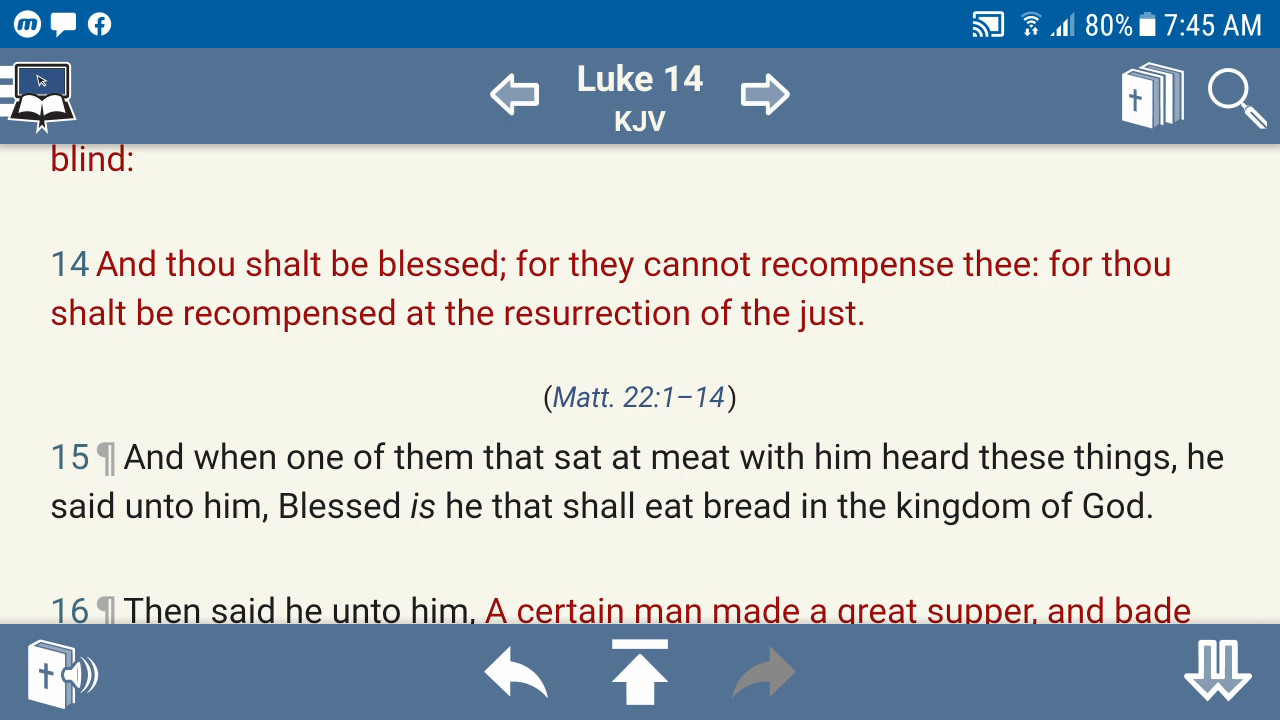 80% 7:45 AM
Luke 14
KJV
blind:
14 And thou shalt be blessed; for they cannot recompense thee: for thou
shalt be recompensed at the resurrection of the just.
(Matt. 22:1–14)
15 ¶ And when one of them that sat at meat with him heard these things, he
said unto him, Blessed is he that shall eat bread in the kingdom of God.
16 ¶ Then said he unto him, A certain man made a great supper, and bade